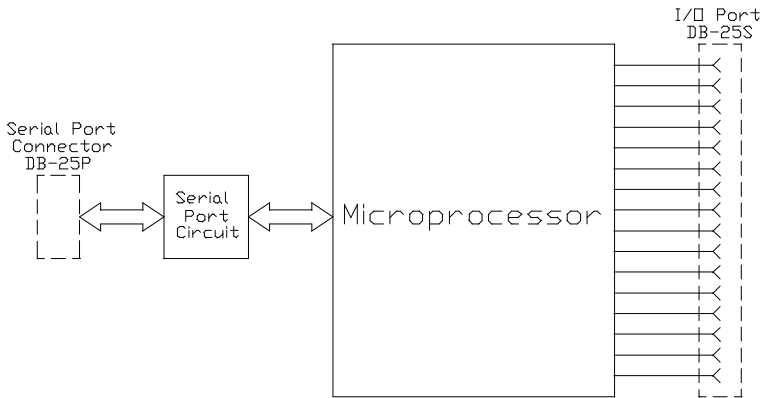 I/O Port
DB-25S
Serial Port
Connector
DB-25P
Serial
Port
Circuit
Microprocessor